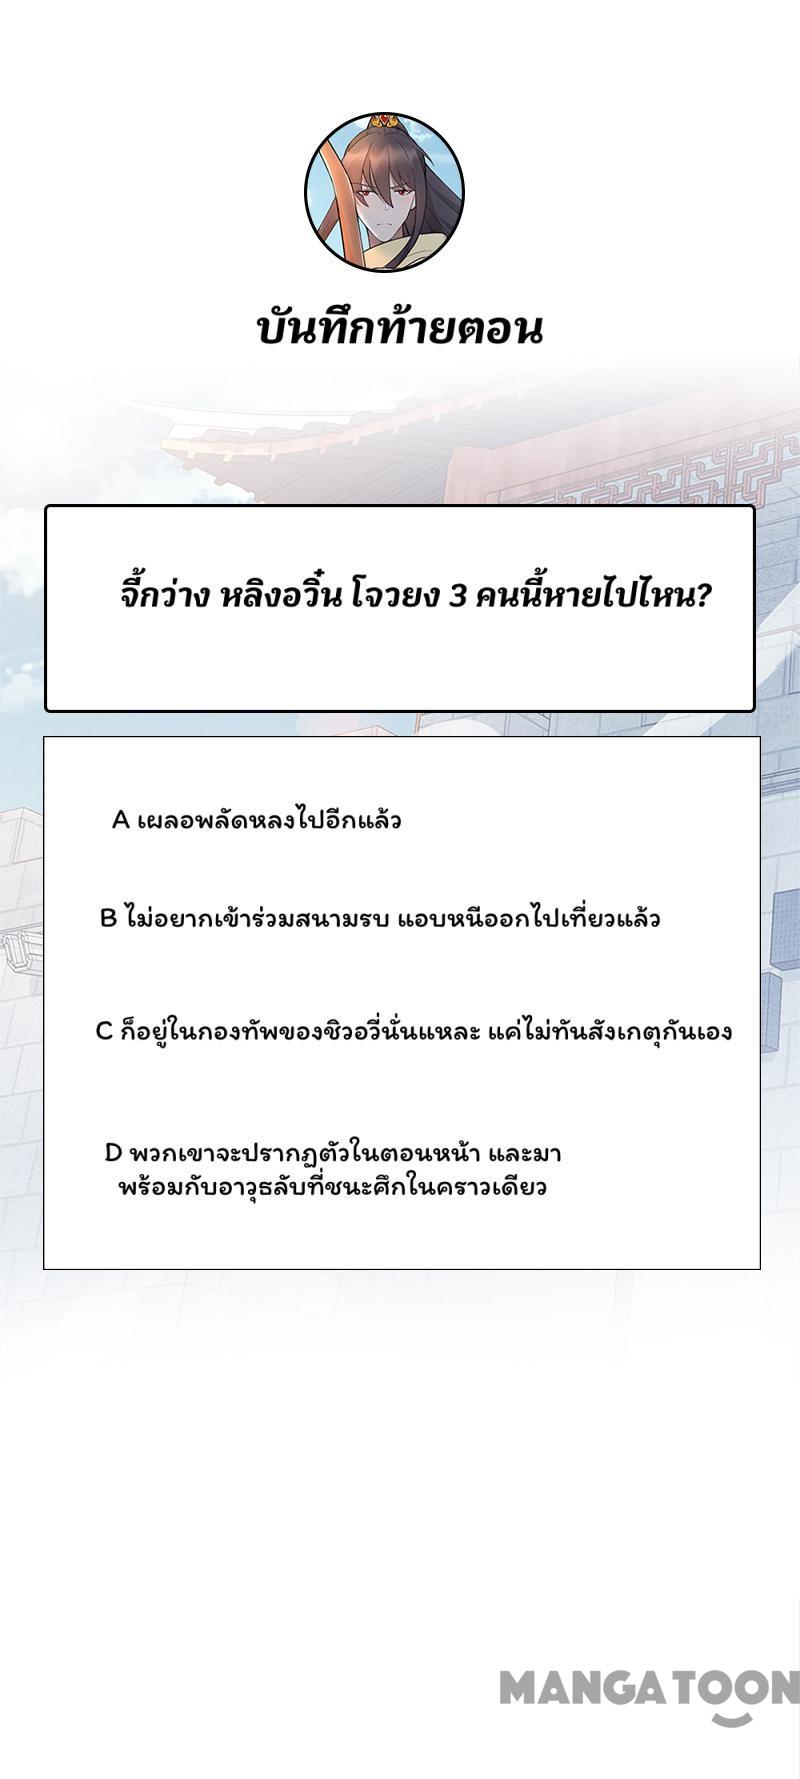 บันทึกท้ายตอน
จี้กว่าง หลิงอวิ๋น โจวยง 3 คนนี้หายไปไหน?
A เผลอพลัดหลงไปอีกแล้ว
B ไม่อยากเข้าร่วมสนามรบ แอบหนีออกไปเที่ยวแล้ว
C ก็อยู่ในกองทัพของชิวอวี่นั่นแหละ แค่ไม่ทันสังเกตุกันเอง
D พวกเขาจะปรากฏตัวในตอนหน้า และมา
พร้อมกับอาวุธลับที่ชนะศึกในคราวเดียว
MANGATOON